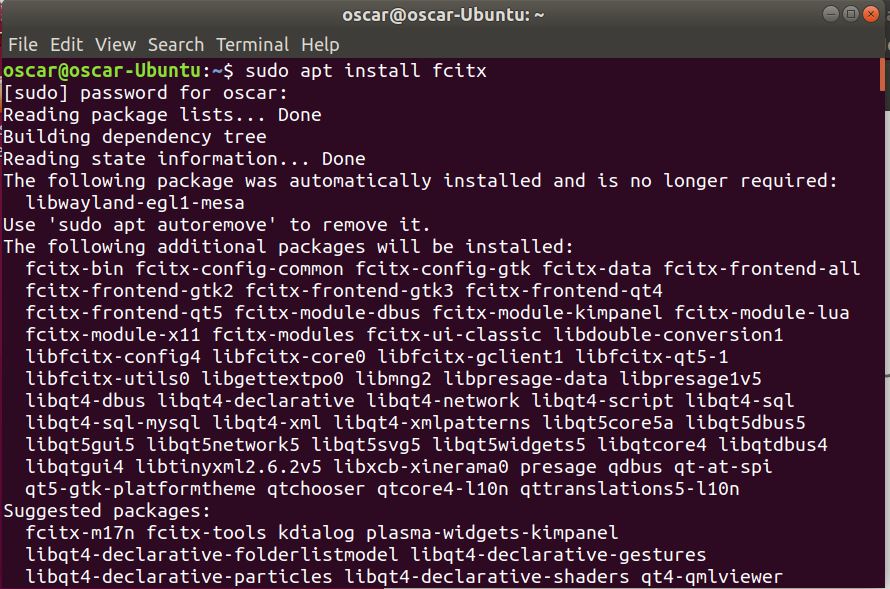 oscar@oscar-Ubuntu: ~
File Edit View Search Terminal Help
oscar@oscar-Ubuntu:~$ sudo apt install fcitx
[sudo] password for oscar:
Reading package lists... Done
Building dependency tree
Reading state information... Done
The following package was automatically installed and is no longer required:
  libwayland-egl1-mesa
Use 'sudo apt autoremove' to remove it.
The following additional packages will be installed:
  fcitx-bin fcitx-config-common fcitx-config-gtk fcitx-data fcitx-frontend-all
  fcitx-frontend-gtk2 fcitx-frontend-gtk3 fcitx-frontend-qt4
  fcitx-frontend-qt5 fcitx-module-dbus fcitx-module-kimpanel fcitx-module-lua
  fcitx-module-x11 fcitx-modules fcitx-ui-classic libdouble-conversion1
  libfcitx-config4 libfcitx-core0 libfcitx-gclient1 libfcitx-qt5-1
  libfcitx-utils0 libgettextpo0 libmng2 libpresage-data libpresage1v5
  libqt4-dbus libqt4-declarative libqt4-network libqt4-script libqt4-sql
  libqt4-sql-mysql libqt4-xml libqt4-xmlpatterns libqt5core5a libqt5dbus5
  libqt5gui5 libqt5network5 libqt5svg5 libqt5widgets5 libqtcore4 libqtdbus4
  libqtgui4 libtinyxml2.6.2v5 libxcb-xinerama0 presage qdbus qt-at-spi
  qt5-gtk-platformtheme qtchooser qtcore4-l10n qttranslations5-l10n
Suggested packages:
  fcitx-m17n fcitx-tools kdialog plasma-widgets-kimpanel
  libqt4-declarative-folderlistmodel libqt4-declarative-gestures
  libqt4-declarative-particles libqt4-declarative-shaders qt4-qmlviewer